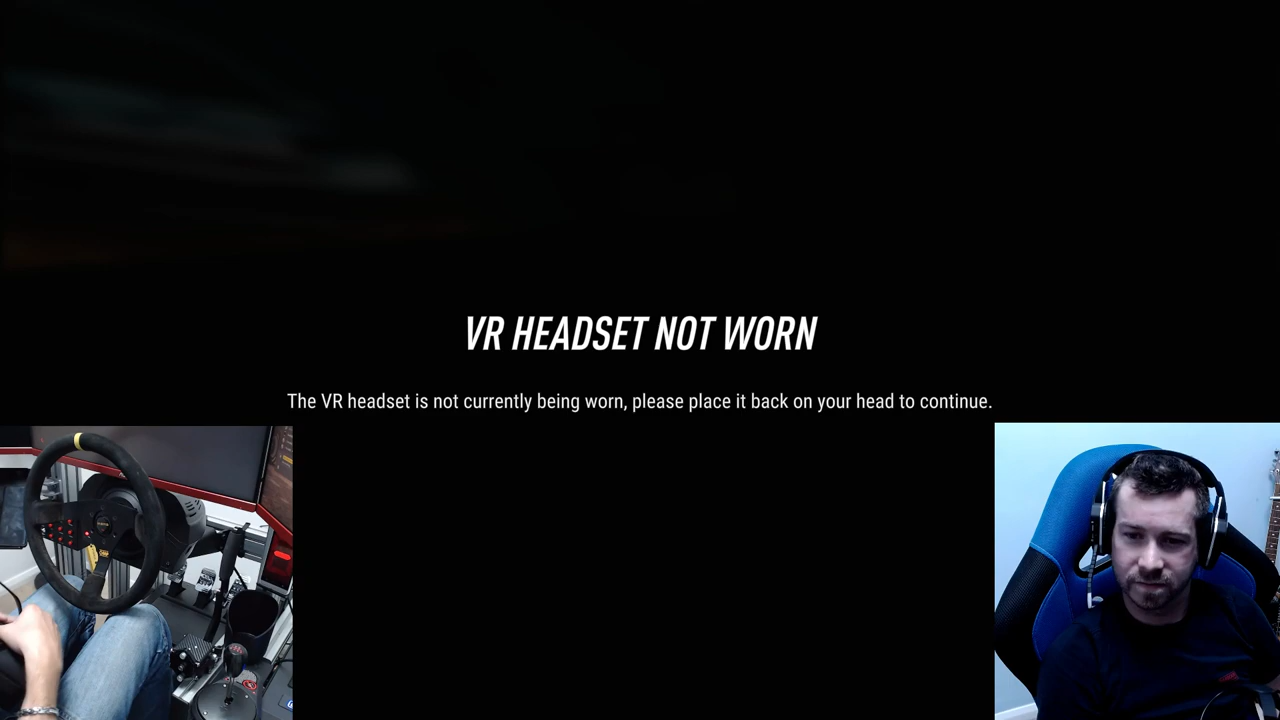 VR HEADSET NOT WORN
The VR headset is not currently being worn, please place it back on your head to continue.